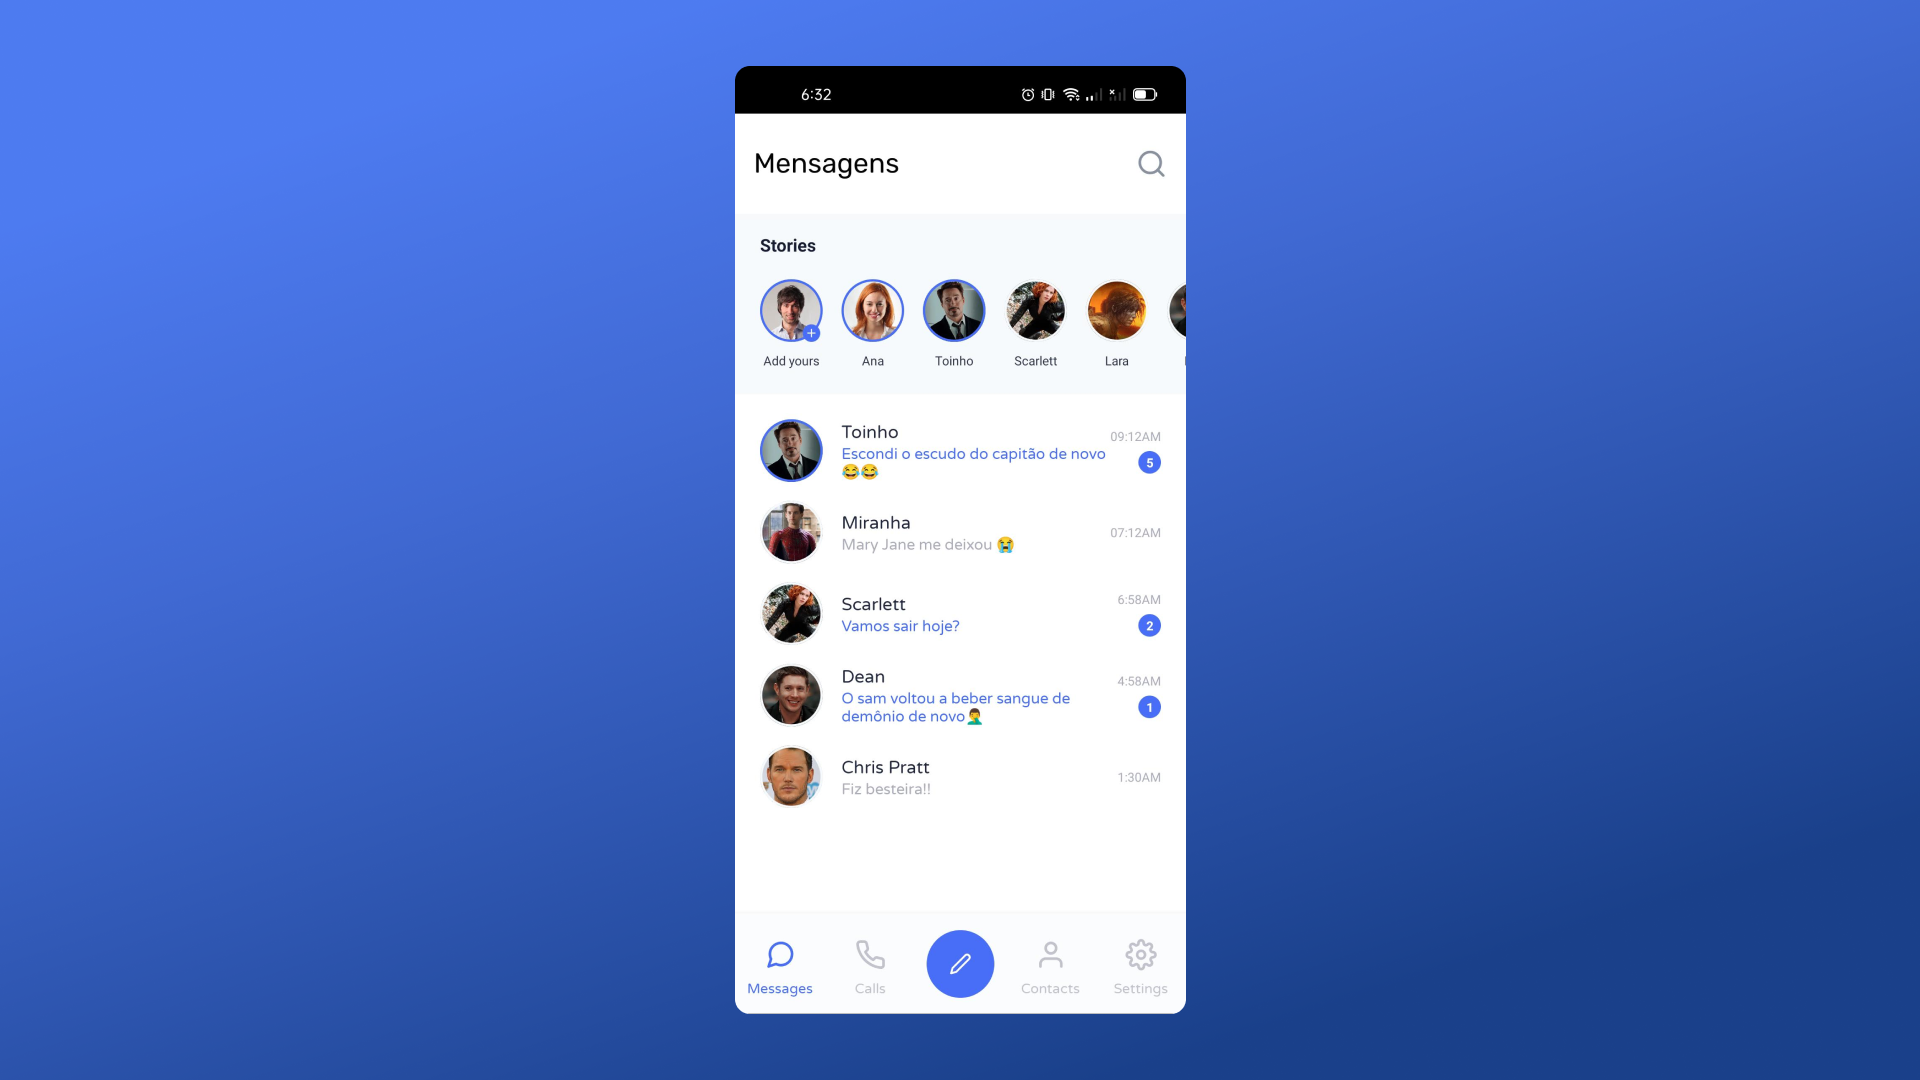 6:32
Mensagens
Stories
Add yours
Ana
Toinho
Scarlett
Lara
Toinho
09:12AM
Escondi o escudo do capitão de novo
😂😂
5
Miranha
07:12AM
Mary Jane me deixou 😭
Scarlett
6:58AM
Vamos sair hoje?
2
Dean
4:58AM
O sam voltou a beber sangue de
demônio de novo🤦‍♂️
1
Chris Pratt
1:30AM
Fiz besteira!!
Messages
Calls
Contacts
Settings